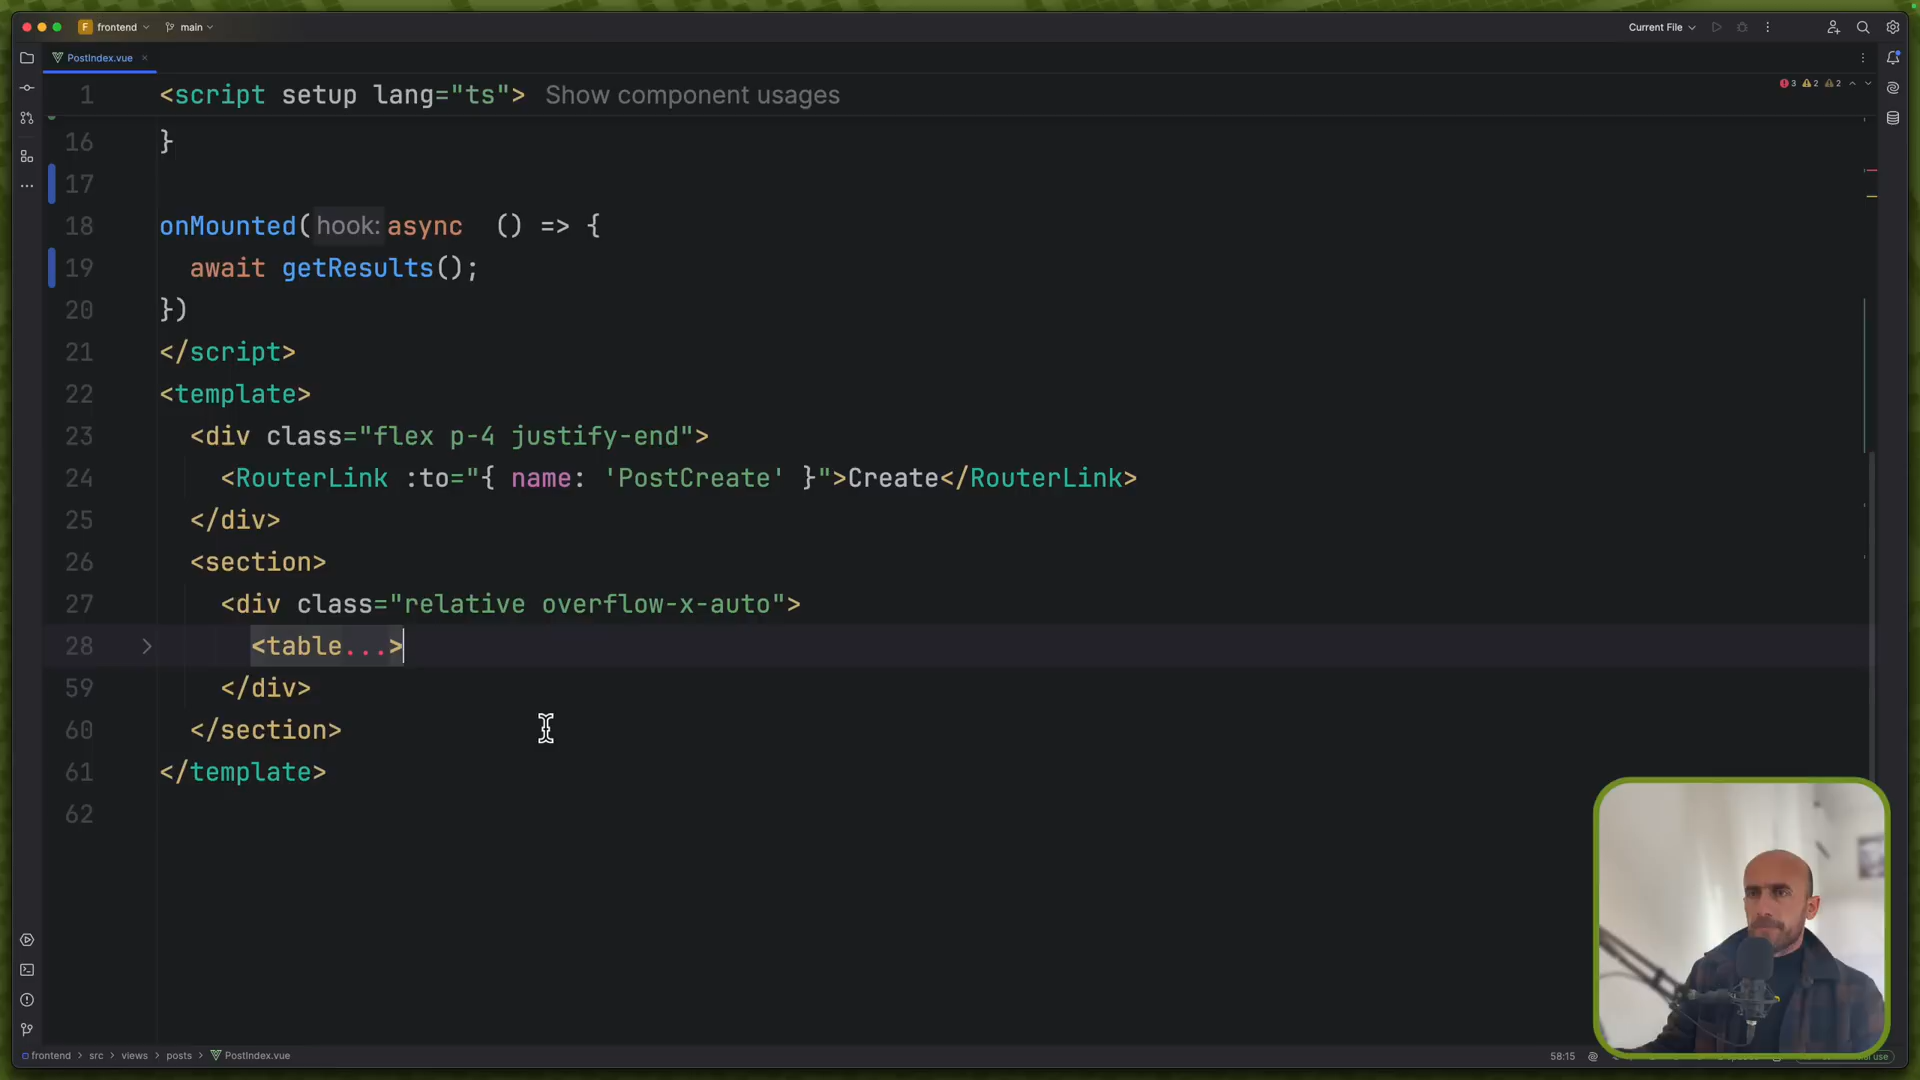 F frontend main Current File
PostIndex.vue
1 <script setup lang="ts"> Show component usages 3 2 2
16 }
17
18 onMounted( hook: async () => {
19 await getResults();
20 })
21 </script>
22 <template>
23 <div class="flex p-4 justify-end">
24 <RouterLink :to="{ name: 'PostCreate' }">Create</RouterLink>
25 </div>
26 <section>
27 <div class="relative overflow-x-auto">
28 <table...>
59 </div>
60 </section>
61 </template>
62
frontend > src > views > posts > PostIndex.vue 58:15